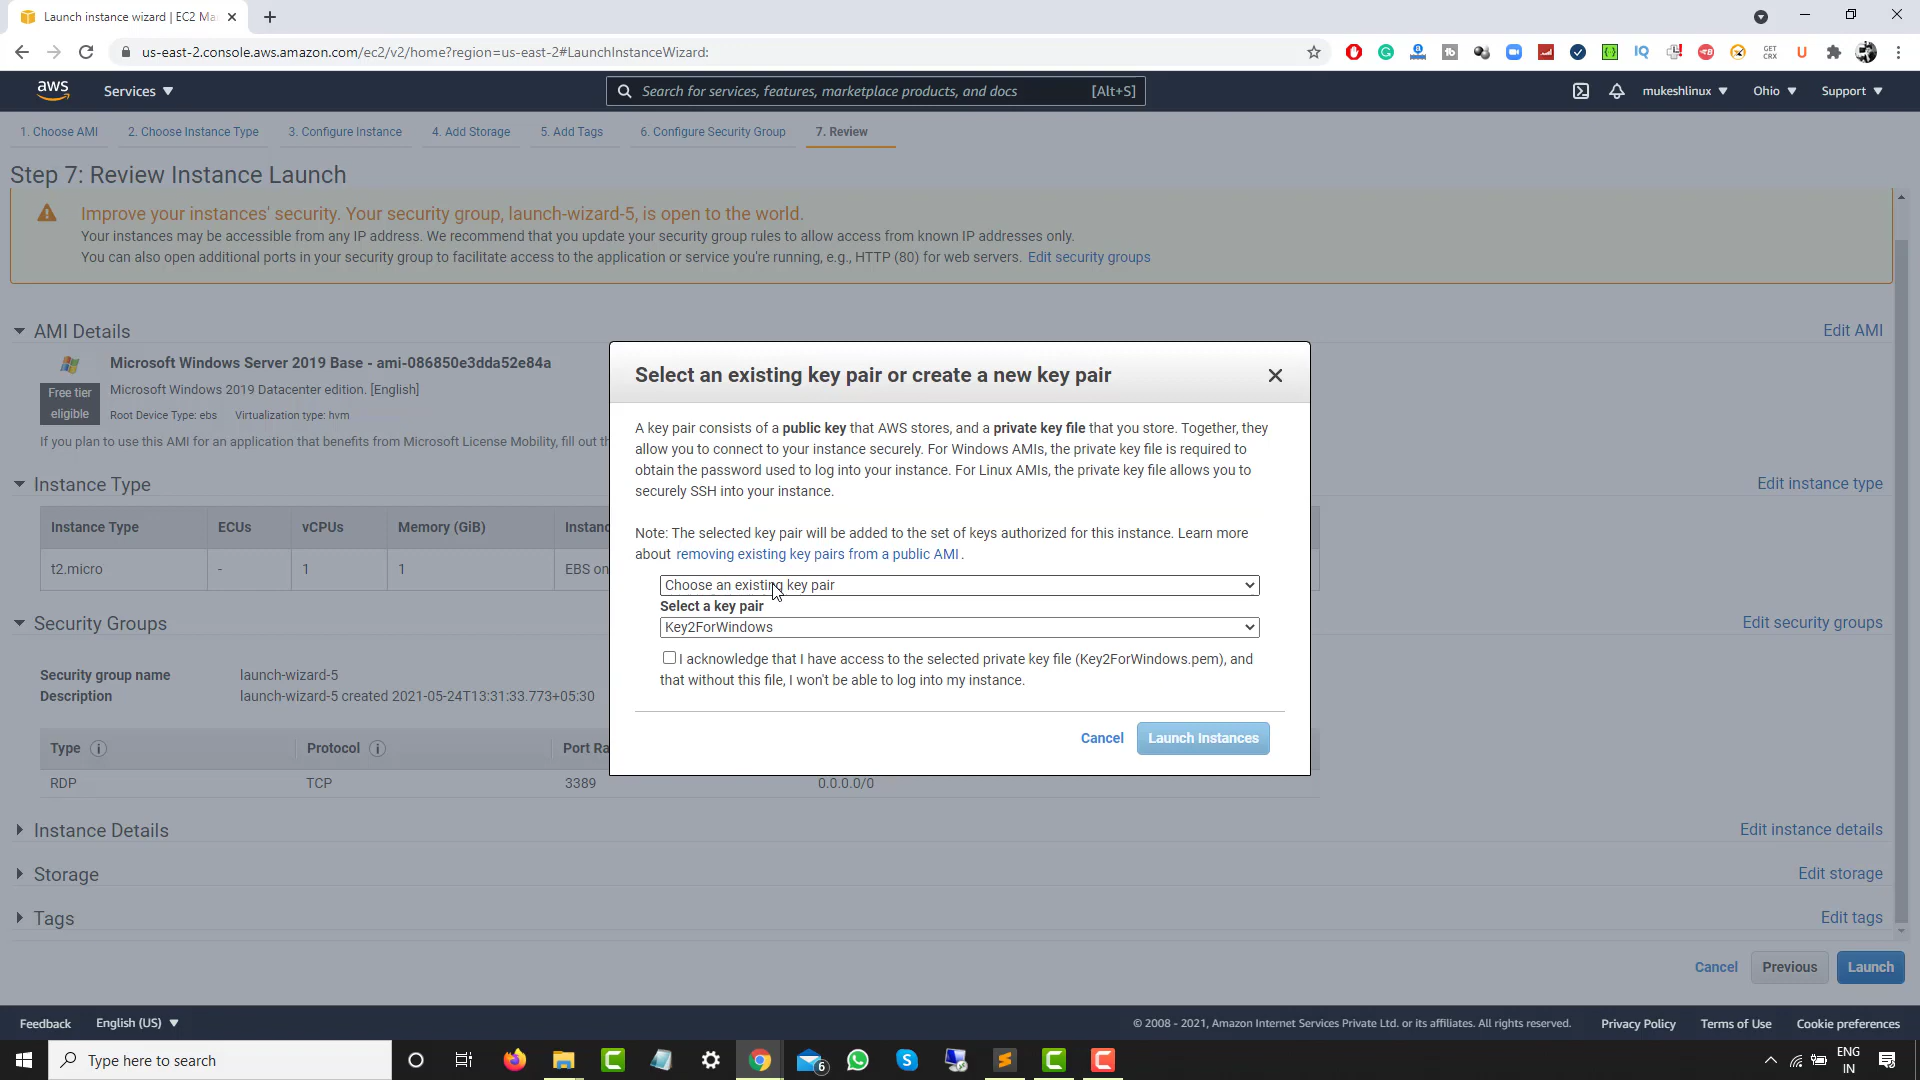 Launch instance wizard | EC2 Ma
us-east-2.console.aws.amazon.com/ec2/v2/home?region=us-east-2#LaunchInstanceWizard:
aws
Services
Search for services, features, marketplace products, and docs [Alt+S]
mukeshlinux
Ohio
Support
1. Choose AMI
2. Choose Instance Type
3. Configure Instance
4. Add Storage
5. Add Tags
6. Configure Security Group
7. Review
Step 7: Review Instance Launch
Improve your instances' security. Your security group, launch-wizard-5, is open to the world.
Your instances may be accessible from any IP address. We recommend that you update your security group rules to allow access from known IP addresses only.
You can also open additional ports in your security group to facilitate access to the application or service you're running, e.g., HTTP (80) for web servers. Edit security groups
AMI Details
Edit AMI
Microsoft Windows Server 2019 Base - ami-086850e3dda52e84a
Free tier
eligible
Microsoft Windows 2019 Datacenter edition. [English]
Root Device Type: ebs Virtualization type: hvm
If you plan to use this AMI for an application that benefits from Microsoft License Mobility, fill out th
Instance Type
Edit instance type
Instance Type ECUs vCPUs Memory (GiB) Instanc
t2.micro - 1 1 EBS on
Security Groups
Edit security groups
Security group name launch-wizard-5
Description launch-wizard-5 created 2021-05-24T13:31:33.773+05:30
Type Protocol Port Ra
RDP TCP 3389 0.0.0.0/0
Instance Details
Edit instance details
Storage
Edit storage
Tags
Edit tags
Select an existing key pair or create a new key pair
A key pair consists of a public key that AWS stores, and a private key file that you store. Together, they
allow you to connect to your instance securely. For Windows AMIs, the private key file is required to
obtain the password used to log into your instance. For Linux AMIs, the private key file allows you to
securely SSH into your instance.
Note: The selected key pair will be added to the set of keys authorized for this instance. Learn more
about removing existing key pairs from a public AMI .
Choose an existing key pair
Select a key pair
Key2ForWindows
I acknowledge that I have access to the selected private key file (Key2ForWindows.pem), and
that without this file, I won't be able to log into my instance.
Cancel
Launch Instances
Cancel
Previous
Launch
Feedback
English (US)
© 2008 - 2021, Amazon Internet Services Private Ltd. or its affiliates. All rights reserved.
Privacy Policy
Terms of Use
Cookie preferences
Type here to search
6
ENG
IN